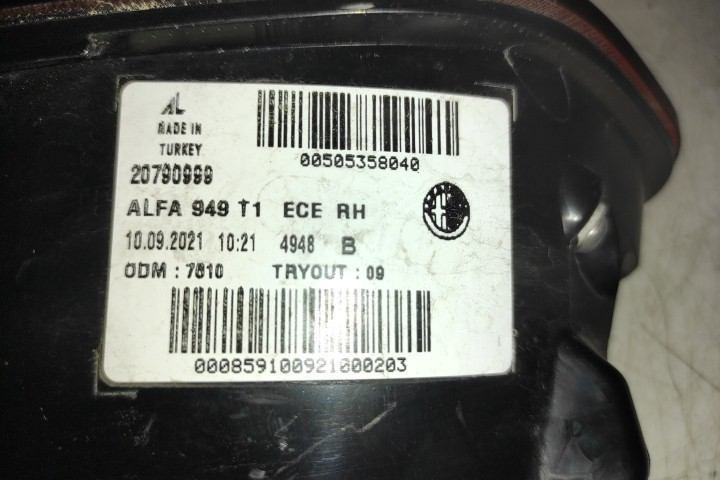 AL
MADE IN
TURKEY
00505358040
20790999
ALFA 949 T1 ECE RH
10.09.2021 10:21 4948 B
ODM : 7810 TRYOUT : 09
000859100921000203